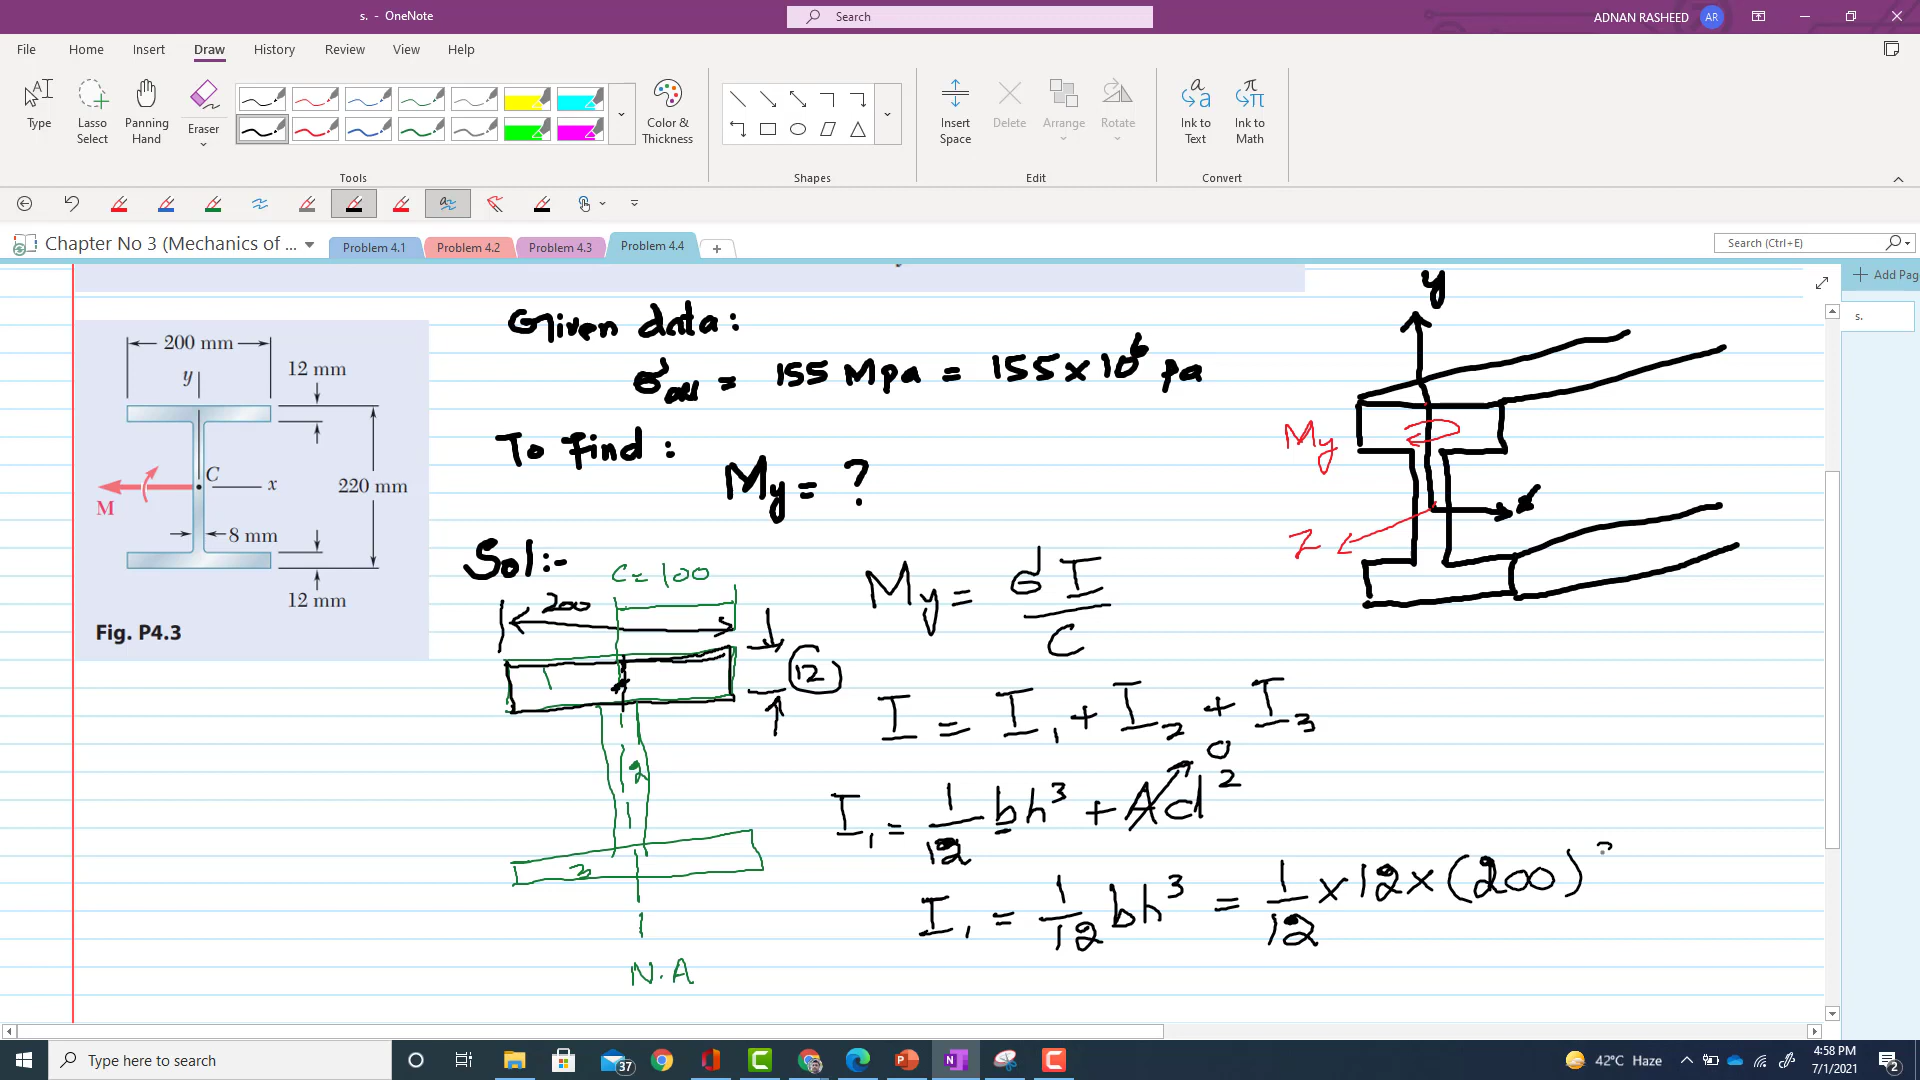 s. - OneNote
Search
ADNAN RASHEED AR
File Home Insert Draw History Review View Help
Type
Lasso Select
Panning Hand
Eraser
Color & Thickness
Insert Space
Delete
Arrange
Rotate
Ink to Text
Ink to Math
Tools
Shapes
Edit
Convert
Chapter No 3 (Mechanics of ...
Problem 4.1
Problem 4.2
Problem 4.3
Problem 4.4
Search (Ctrl+E)
Add Pag
s.
200 mm
12 mm
y
C
x
M
220 mm
8 mm
12 mm
Fig. P4.3
Given data:
σall = 155 Mpa = 155×10⁶ pa
To Find:
My = ?
Sol:-
C=100
200
12
1
2
3
N.A
My = σI/C
I = I₁ + I₂ + I₃
I₁ = 1/12 bh³ + Ad² 0
I₁ = 1/12 bh³ = 1/12 × 12 × (200)
y
My
Z
Type here to search
37
42°C Haze
4:58 PM
7/1/2021
2